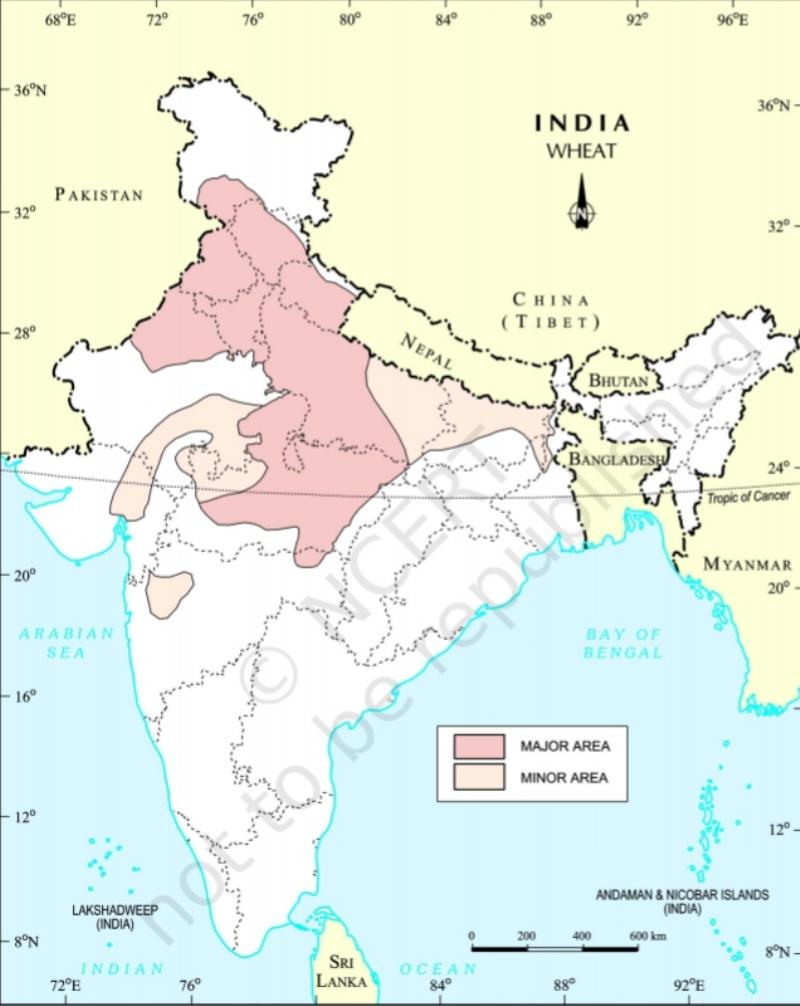 68°E 72° 76° 80° 84° 88° 92° 96°E
36°N
36°N
INDIA
WHEAT
PAKISTAN
N
32°
32°
CHINA
(TIBET)
28°
NEPAL
BHUTAN
BANGLADESH
24°
Tropic of Cancer
MYANMAR
20°
20°
ARABIAN
SEA
BAY OF
BENGAL
16°
MAJOR AREA
MINOR AREA
12°
12°
LAKSHADWEEP
(INDIA)
ANDAMAN & NICOBAR ISLANDS
(INDIA)
0 200 400 600 km
8°N
8°N
INDIAN OCEAN
SRI
LANKA
72°E 76° 84° 88° 92°E
© NCERT
not to be republished